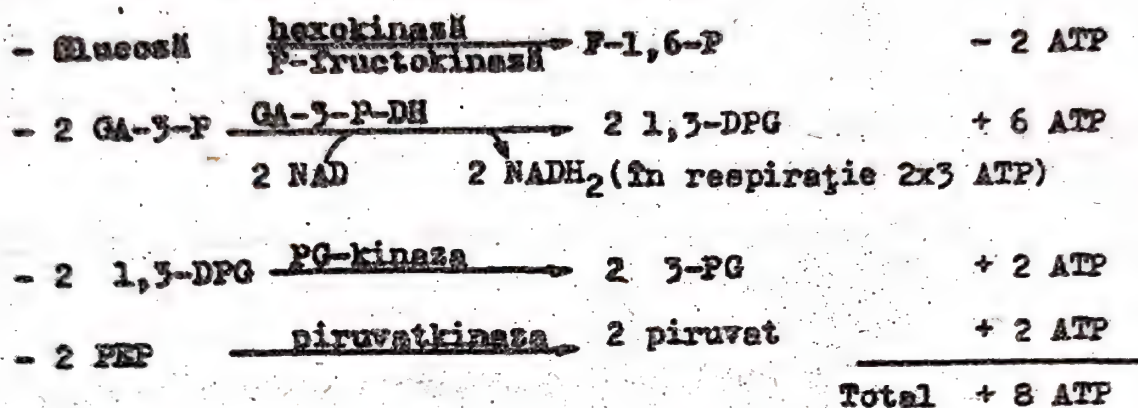 - Glucoză hexokinază F-fructokinază F-1,6-P - 2 ATP
- 2 GA-3-P GA-3-P-DH 2 1,3-DPG + 6 ATP
2 NAD 2 NADH2 (în respiraţie 2x3 ATP)
- 2 1,3-DPG PG-kinaza 2 3-PG + 2 ATP
- 2 PEP piruvatkinaza 2 piruvat + 2 ATP
Total + 8 ATP